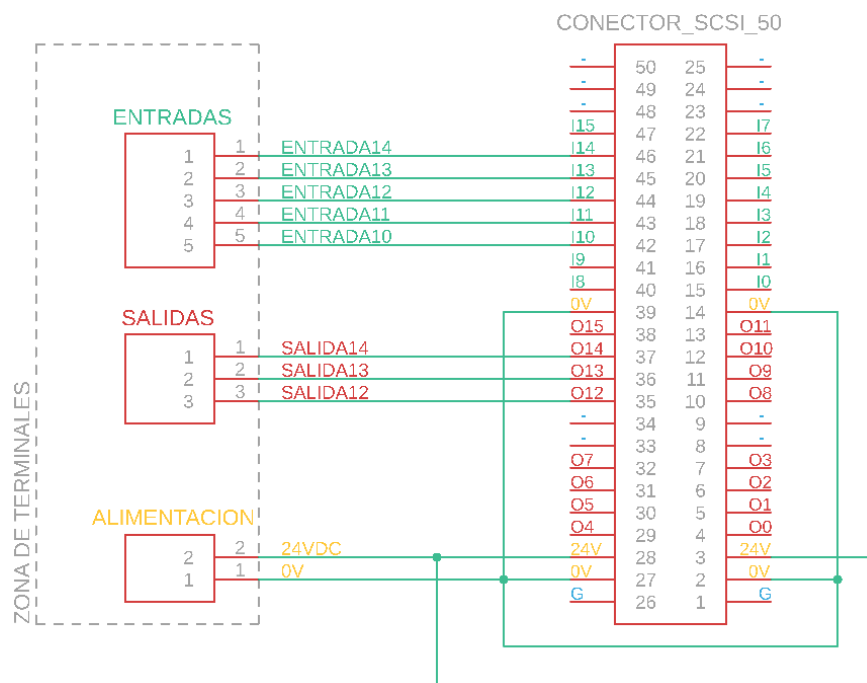 CONECTOR_SCSI_50
ZONA DE TERMINALES
ENTRADAS
1 1 ENTRADA14
2 2 ENTRADA13
3 3 ENTRADA12
4 4 ENTRADA11
5 5 ENTRADA10
SALIDAS
1 1 SALIDA14
2 2 SALIDA13
3 3 SALIDA12
ALIMENTACION
2 2 24VDC
1 1 0V
- 50 25 -
- 49 24 -
- 48 23 -
I15 47 22 I7
I14 46 21 I6
I13 45 20 I5
I12 44 19 I4
I11 43 18 I3
I10 42 17 I2
I9 41 16 I1
I8 40 15 I0
0V 39 14 0V
O15 38 13 O11
O14 37 12 O10
O13 36 11 O9
O12 35 10 O8
- 34 9 -
- 33 8 -
O7 32 7 O3
O6 31 6 O2
O5 30 5 O1
O4 29 4 O0
24V 28 3 24V
0V 27 2 0V
G 26 1 G